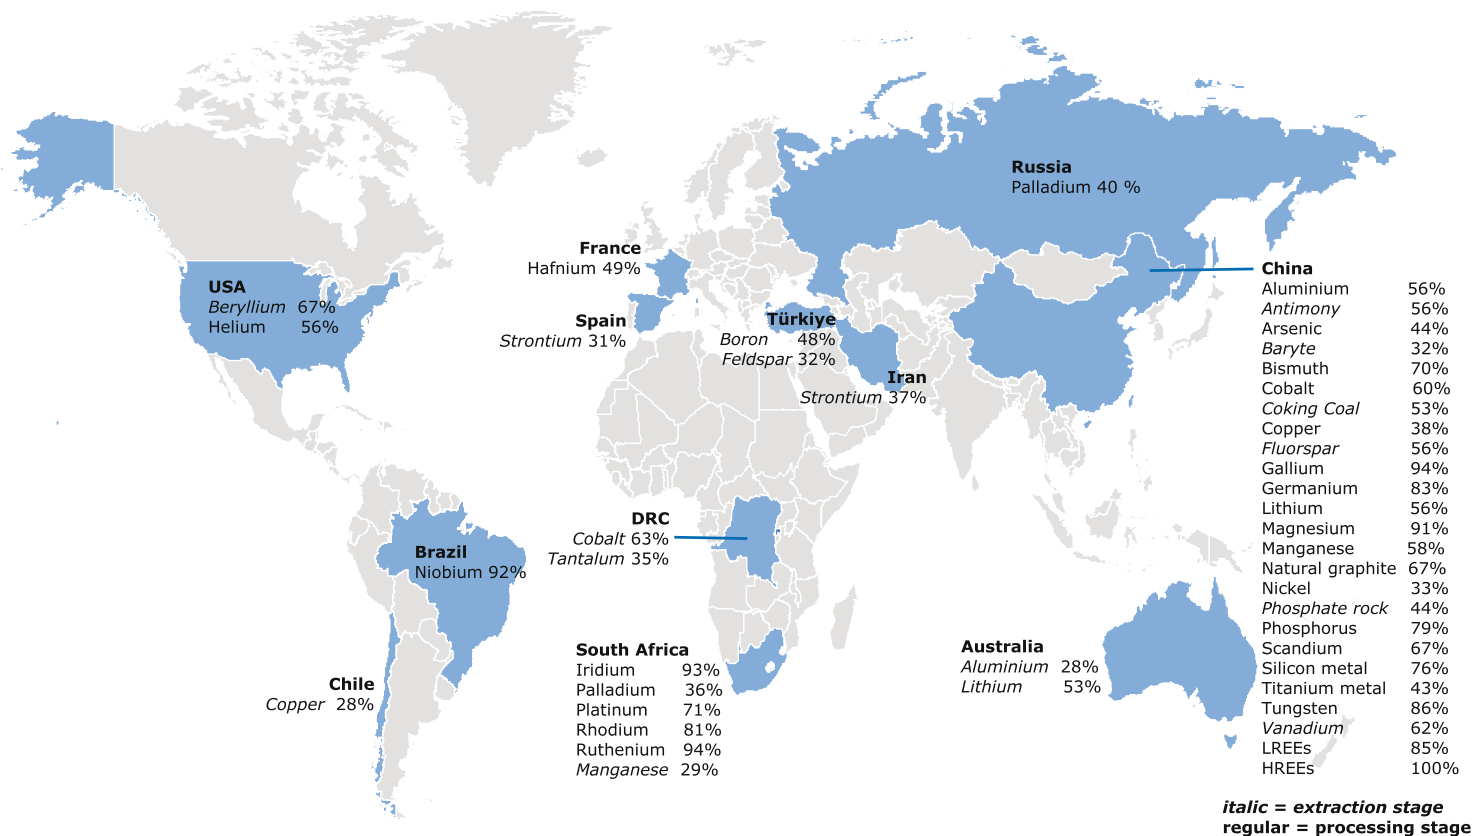 Russia
Palladium 40 %
France
Hafnium 49%
USA
Beryllium 67%
Helium 56%
Spain
Strontium 31%
Türkiye
Boron 48%
Feldspar 32%
Iran
Strontium 37%
China
Aluminium 56%
Antimony 56%
Arsenic 44%
Baryte 32%
Bismuth 70%
Cobalt 60%
Coking Coal 53%
Copper 38%
Fluorspar 56%
Gallium 94%
Germanium 83%
Lithium 56%
Magnesium 91%
Manganese 58%
Natural graphite 67%
Nickel 33%
Phosphate rock 44%
Phosphorus 79%
Scandium 67%
Silicon metal 76%
Titanium metal 43%
Tungsten 86%
Vanadium 62%
LREEs 85%
HREEs 100%
DRC
Cobalt 63%
Tantalum 35%
Brazil
Niobium 92%
Chile
Copper 28%
South Africa
Iridium 93%
Palladium 36%
Platinum 71%
Rhodium 81%
Ruthenium 94%
Manganese 29%
Australia
Aluminium 28%
Lithium 53%
italic = extraction stage
regular = processing stage